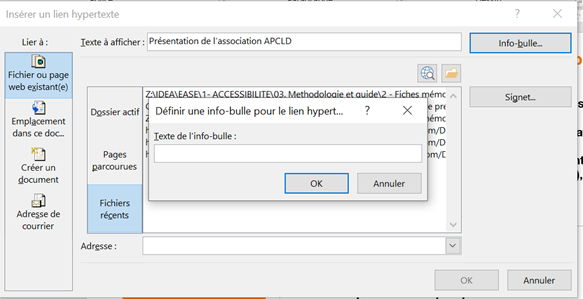 Insérer un lien hypertexte
?
Lier à :
Texte à afficher :
Présentation de l'association APCLD
Info-bulle...
Fichier ou page
web existant(e)
Emplacement
dans ce doc...
Créer un
document
Adresse de
courrier
Dossier actif
Pages
parcourues
Fichiers
récents
Z:\IDEA\EASE\1- ACCESSIBILITE\03. Methodologie et guide\2 - Fiches mémo
Signet...
Définir une info-bulle pour le lien hypert...
?
Texte de l'info-bulle :
OK
Annuler
Adresse :
OK
Annuler